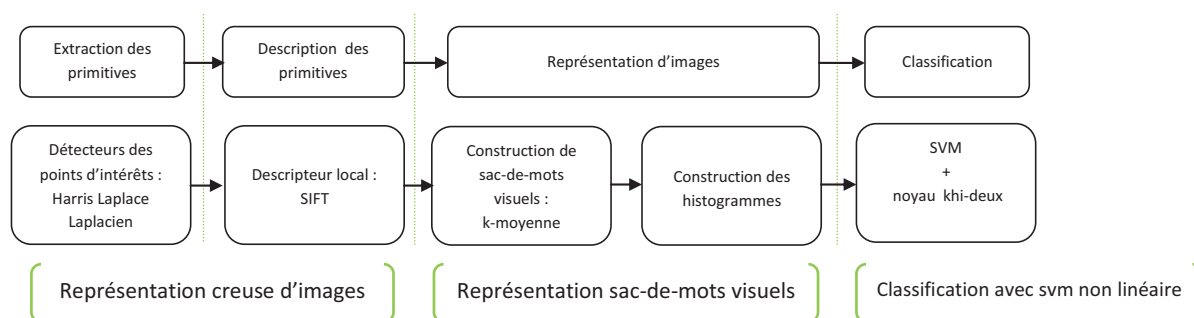 Extraction des
primitives
Description des
primitives
Représentation d’images
Classification
Détecteurs des
points d’intérêts :
Harris Laplace
Laplacien
Descripteur local :
SIFT
Construction de
sac-de-mots
visuels :
k-moyenne
Construction des
histogrammes
SVM
+
noyau khi-deux
Représentation creuse d’images
Représentation sac-de-mots visuels
Classification avec svm non linéaire